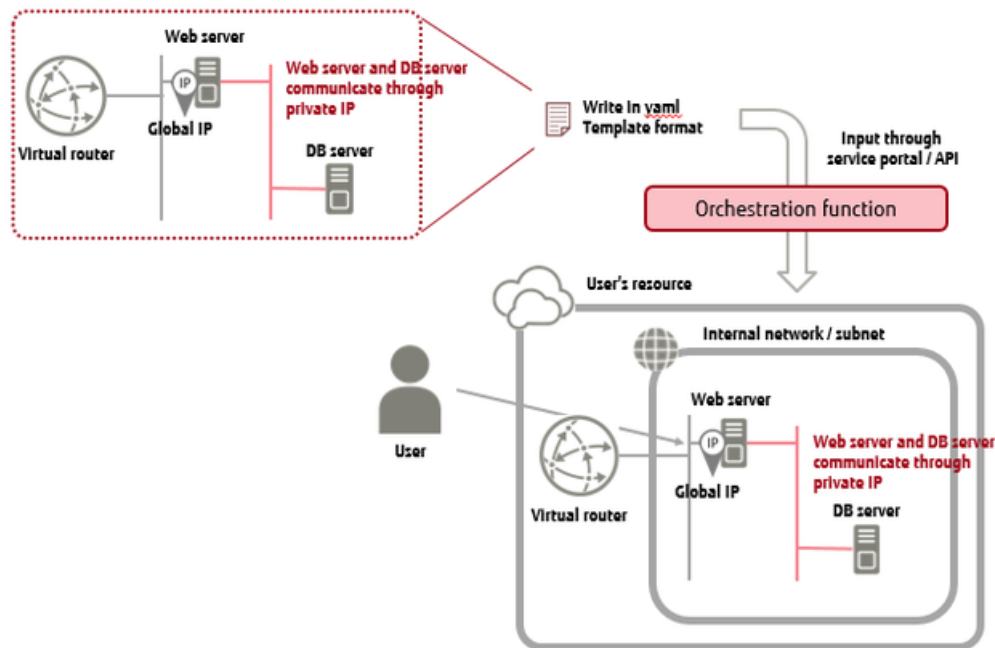 Web server
Web server and DB server
communicate through
private IP
IP
Global IP
Virtual router
DB server
Write in yaml
Template format
Input through
service portal / API
Orchestration function
User's resource
Internal network / subnet
User
Web server
IP
Web server and DB server
communicate through
private IP
Global IP
Virtual router
DB server